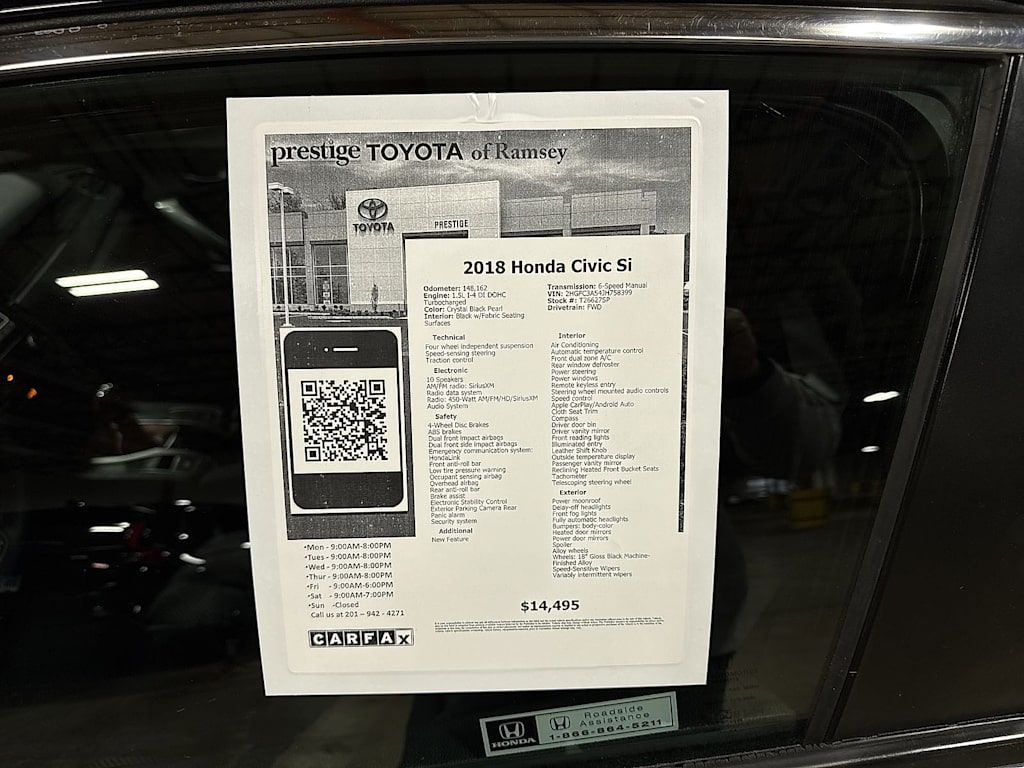 prestige TOYOTA of Ramsey
TOYOTA
PRESTIGE
2018 Honda Civic Si
Odometer: 148,162
Engine: 1.5L I-4 DI DOHC
Turbocharged
Color: Crystal Black Pearl
Interior: Black w/Fabric Seating
Surfaces
Transmission: 6-Speed Manual
VIN: 2HGFC3A54JH758399
Stock #: T26627SP
Drivetrain: FWD
Technical
Four wheel independent suspension
Speed-sensing steering
Traction control
Electronic
10 Speakers
AM/FM radio: SiriusXM
Radio data system
Radio: 450-Watt AM/FM/HD/SiriusXM
Audio System
Safety
4-Wheel Disc Brakes
ABS brakes
Dual front impact airbags
Dual front side impact airbags
Emergency communication system:
HondaLink
Front anti-roll bar
Low tire pressure warning
Occupant sensing airbag
Overhead airbag
Rear anti-roll bar
Brake assist
Electronic Stability Control
Exterior Parking Camera Rear
Panic alarm
Security system
Additional
New Feature
Interior
Air Conditioning
Automatic temperature control
Front dual zone A/C
Rear window defroster
Power steering
Power windows
Remote keyless entry
Steering wheel mounted audio controls
Speed control
Apple CarPlay/Android Auto
Cloth Seat Trim
Compass
Driver door bin
Driver vanity mirror
Front reading lights
Illuminated entry
Leather Shift Knob
Outside temperature display
Passenger vanity mirror
Reclining Heated Front Bucket Seats
Tachometer
Telescoping steering wheel
Exterior
Power moonroof
Delay-off headlights
Front fog lights
Fully automatic headlights
Bumpers: body-color
Heated door mirrors
Power door mirrors
Spoiler
Alloy wheels
Wheels: 18" Gloss Black Machine-
Finished Alloy
Speed-Sensitive Wipers
Variably intermittent wipers
•Mon - 9:00AM-8:00PM
•Tues - 9:00AM-8:00PM
•Wed - 9:00AM-8:00PM
•Thur - 9:00AM-8:00PM
•Fri - 9:00AM-6:00PM
•Sat - 9:00AM-7:00PM
•Sun -Closed
Call us at 201 – 942 - 4271
CARFAX
$14,495
HONDA
Roadside
Assistance
1-866-864-5211